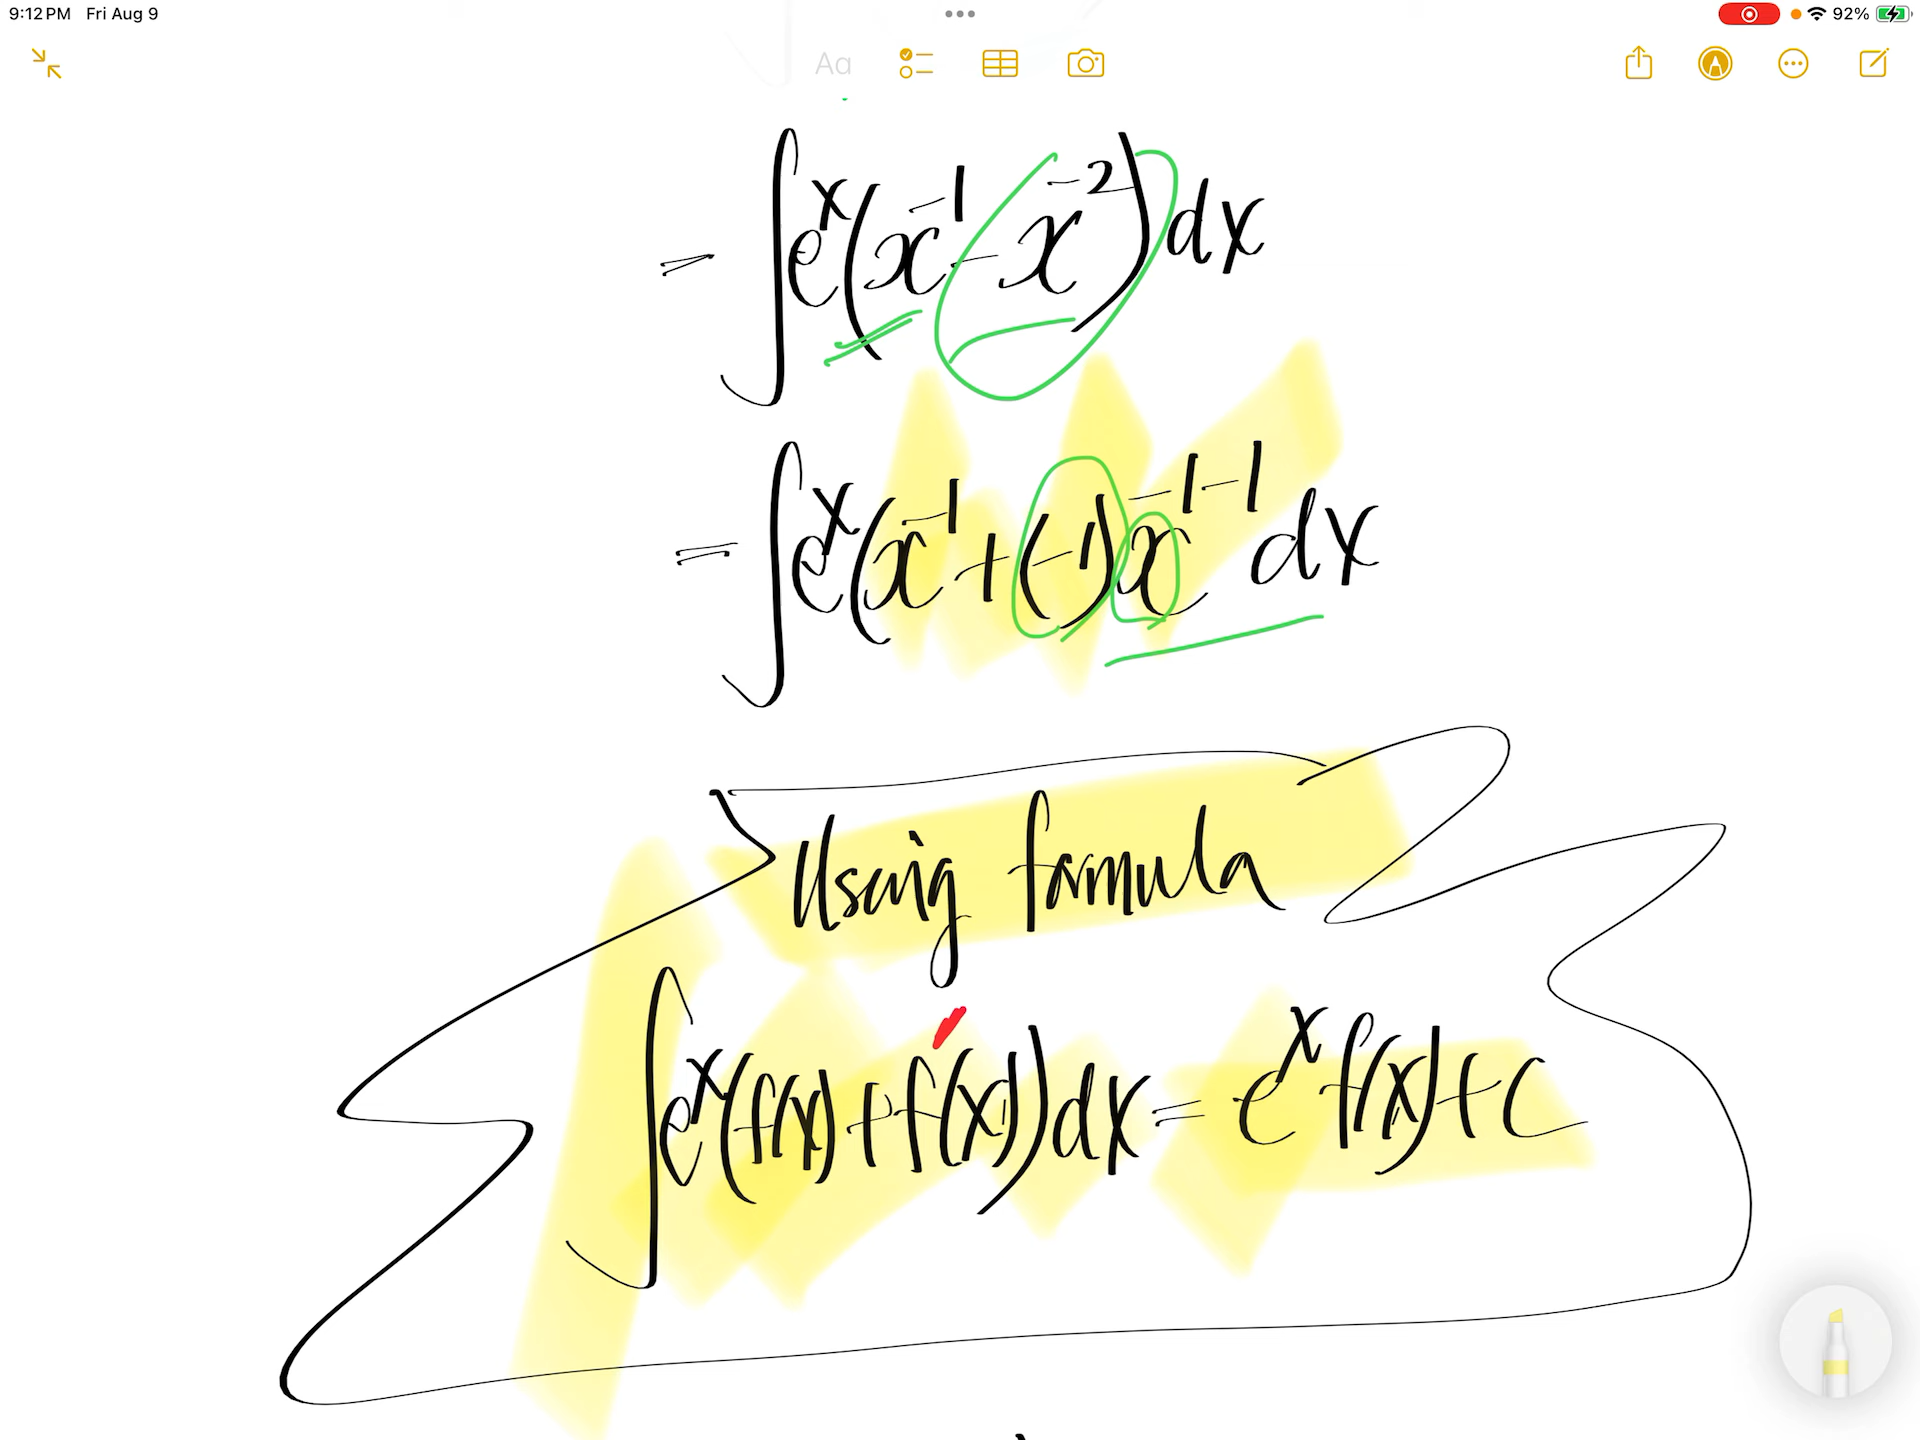 9:12 PM Fri Aug 9
92%
Aa
= ∫eˣ(x⁻¹ - x⁻²)dx
= ∫eˣ(x⁻¹ + (-1)x⁻¹⁻¹ dx
Using formula
∫eˣ(f(x) + f'(x))dx = eˣ f(x) + C